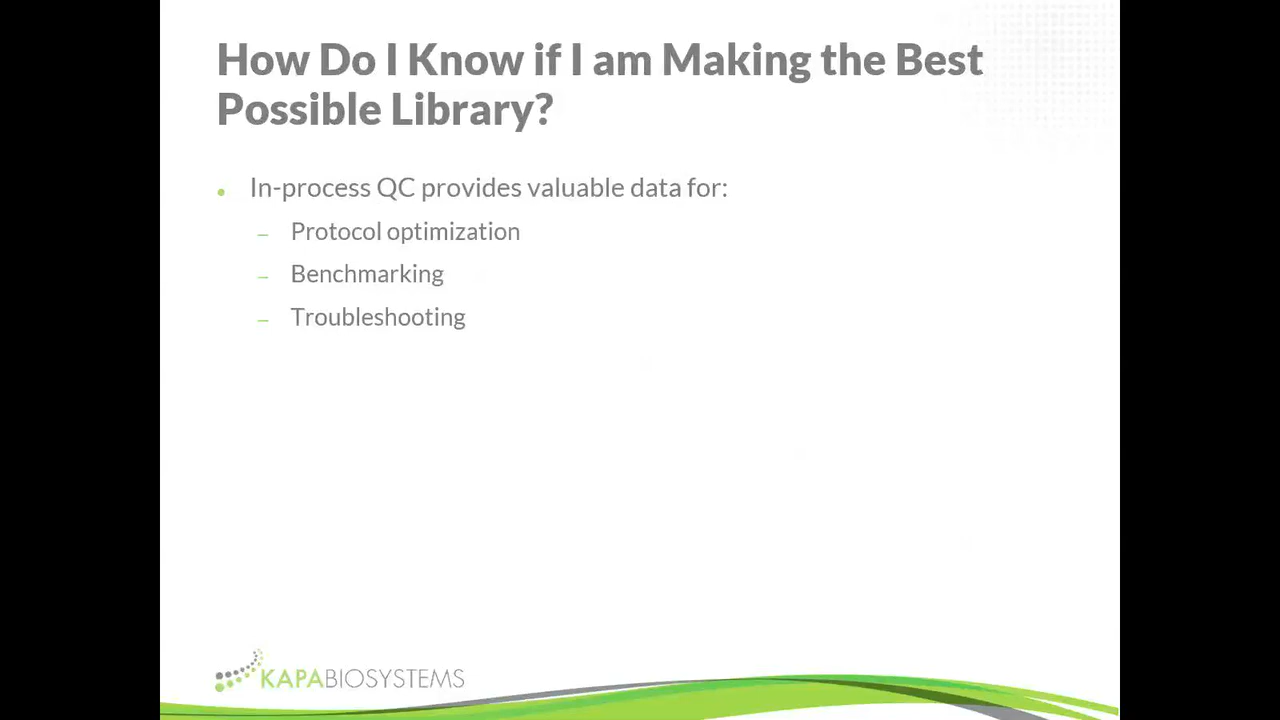 How Do I Know if I am Making the Best
Possible Library?
• In-process QC provides valuable data for:
– Protocol optimization
– Benchmarking
– Troubleshooting
KAPABIOSYSTEMS